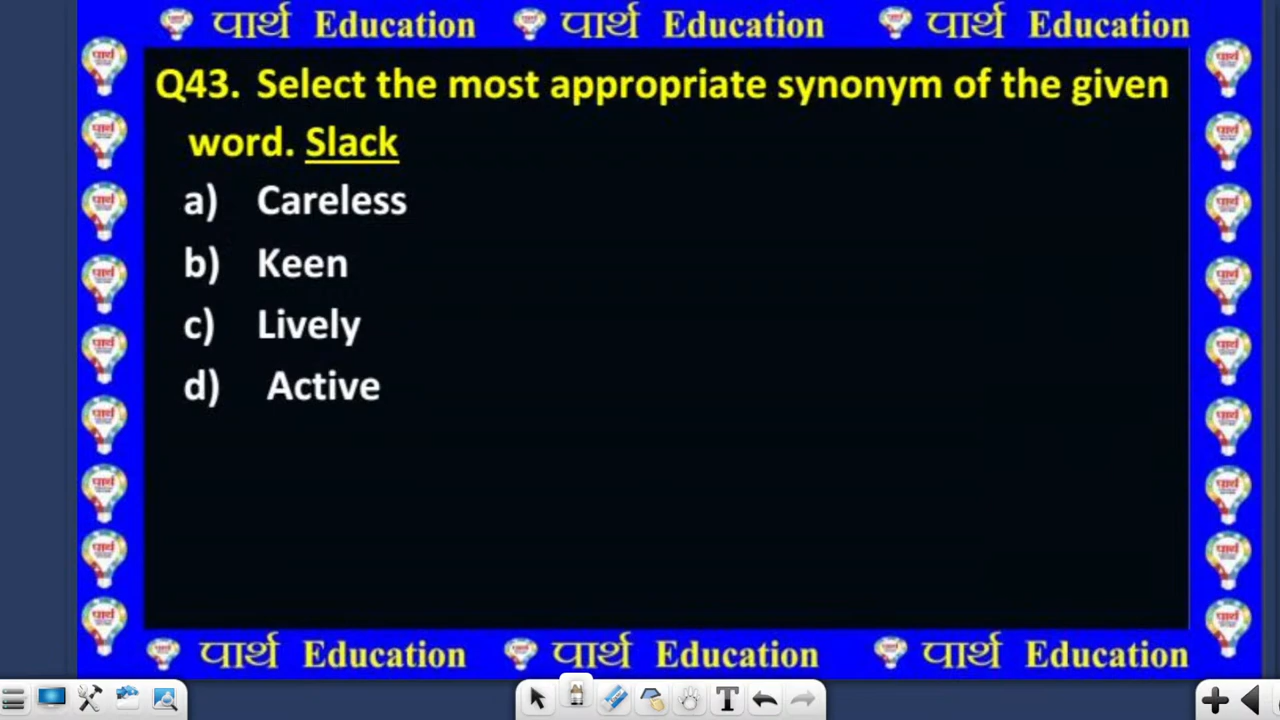 पार्थ Education पार्थ Education पार्थ Education
Q43. Select the most appropriate synonym of the given
word. Slack
a) Careless
b) Keen
c) Lively
d) Active
पार्थ Education पार्थ Education पार्थ Education